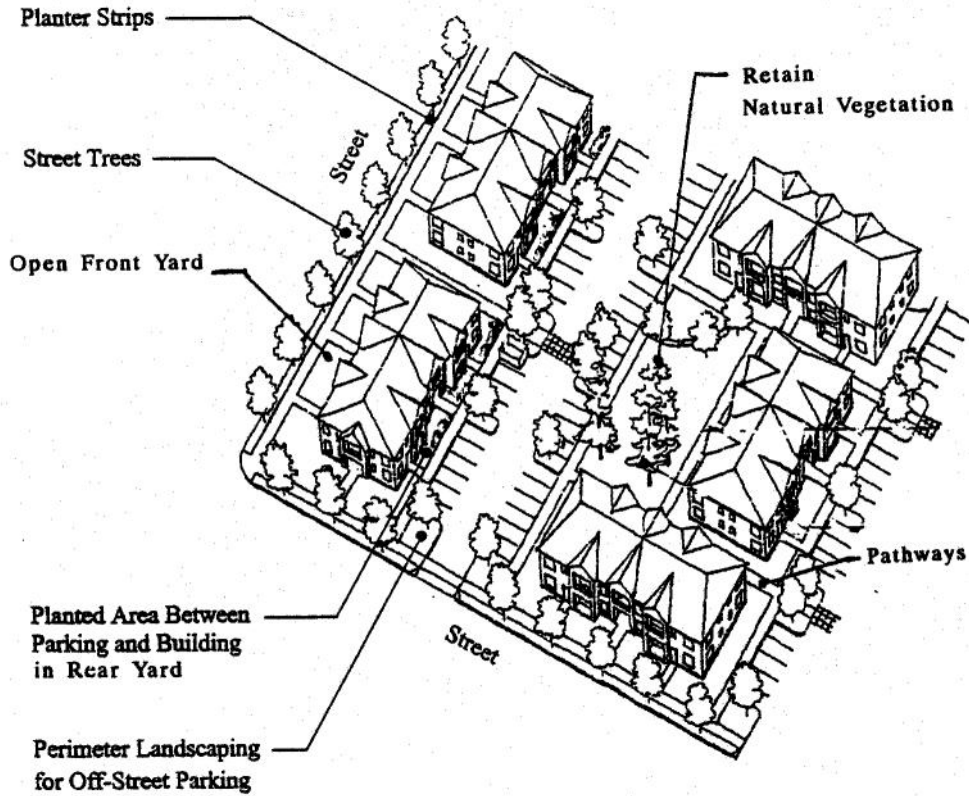 Planter Strips
Street Trees
Street
Open Front Yard
Retain
Natural Vegetation
Pathways
Street
Planted Area Between
Parking and Building
in Rear Yard
Perimeter Landscaping
for Off-Street Parking